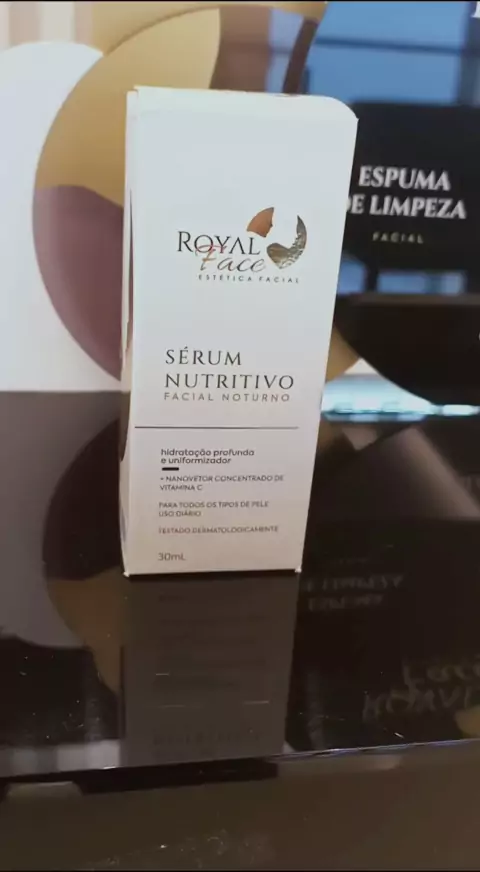 ROYAL
Face
ESTÉTICA FACIAL
SÉRUM
NUTRITIVO
FACIAL NOTURNO
hidratação profunda
e uniformizador
+ NANOVETOR CONCENTRADO DE
VITAMINA C
PARA TODOS OS TIPOS DE PELE
USO DIÁRIO
TESTADO DERMATOLOGICAMENTE
30mL
ESPUMA
DE LIMPEZA
FACIAL